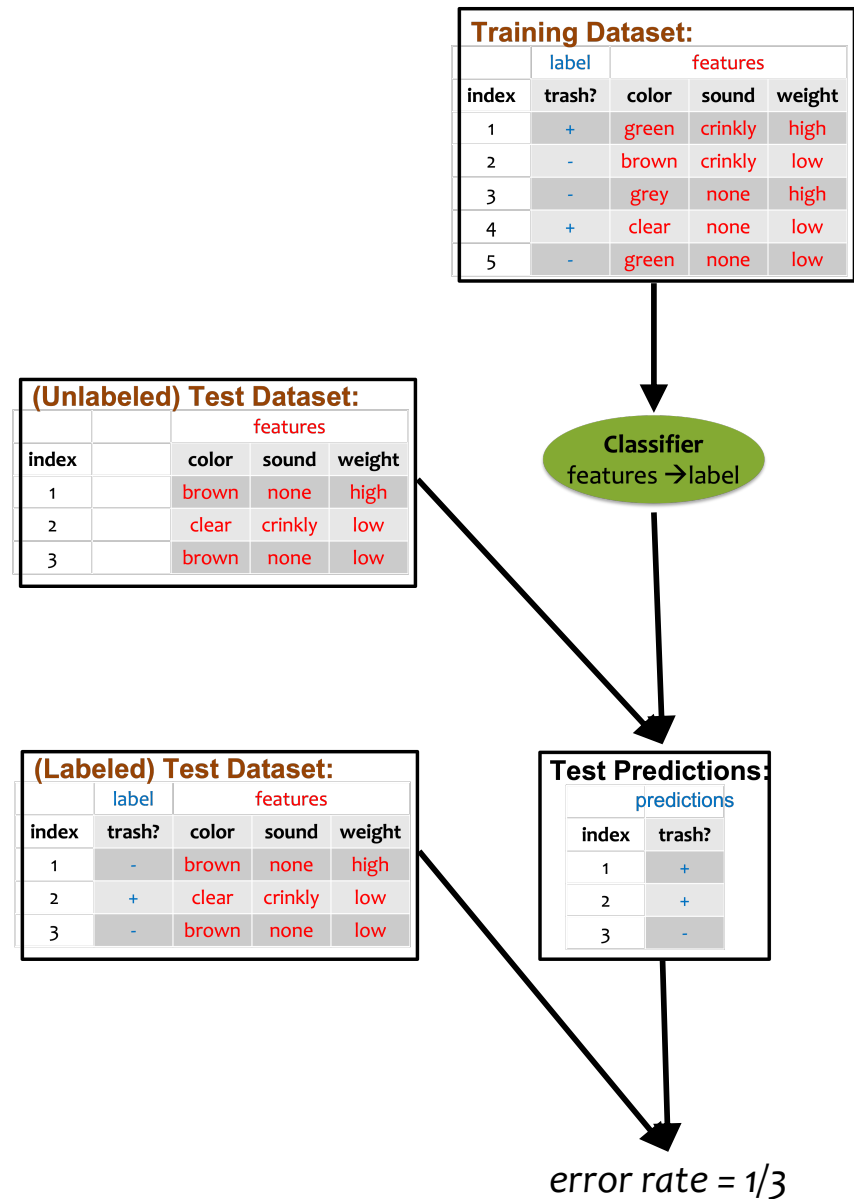 Training Dataset:
label features
index trash? color sound weight
1 + green crinkly high
2 - brown crinkly low
3 - grey none high
4 + clear none low
5 - green none low
Classifier
features →label
(Unlabeled) Test Dataset:
features
index color sound weight
1 brown none high
2 clear crinkly low
3 brown none low
(Labeled) Test Dataset:
label features
index trash? color sound weight
1 - brown none high
2 + clear crinkly low
3 - brown none low
Test Predictions:
predictions
index trash?
1 +
2 +
3 -
error rate = 1/3